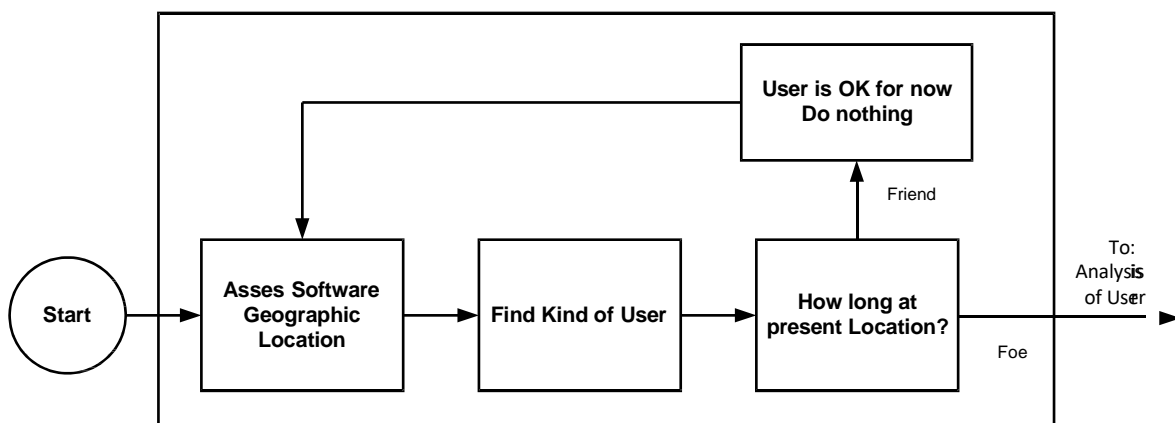 User is OK for now
Do nothing
Friend
Start
Asses Software
Geographic
Location
Find Kind of User
How long at
present Location?
To:
Analysis
of User
Foe